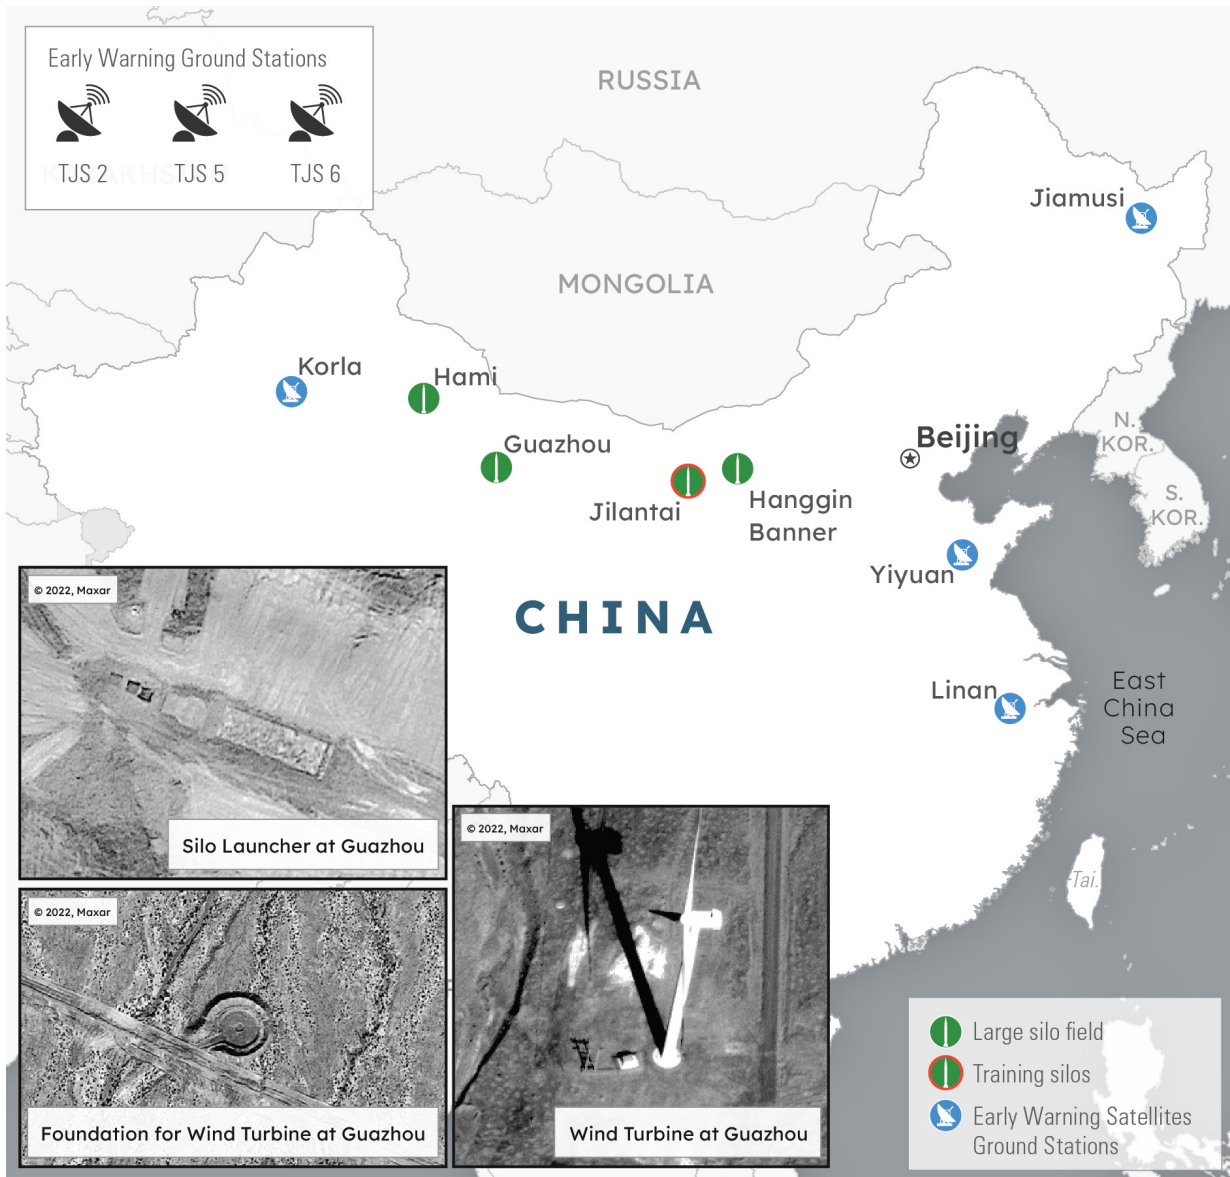 Early Warning Ground Stations
TJS 2
TJS 5
TJS 6
RUSSIA
Jiamusi
MONGOLIA
Korla
Hami
Guazhou
Jilantai
Hanggin
Banner
Beijing
N.
KOR.
S.
KOR.
Yiyuan
CHINA
Linan
East
China
Sea
Tai.
© 2022, Maxar
Silo Launcher at Guazhou
© 2022, Maxar
Foundation for Wind Turbine at Guazhou
© 2022, Maxar
Wind Turbine at Guazhou
Large silo field
Training silos
Early Warning Satellites
Ground Stations